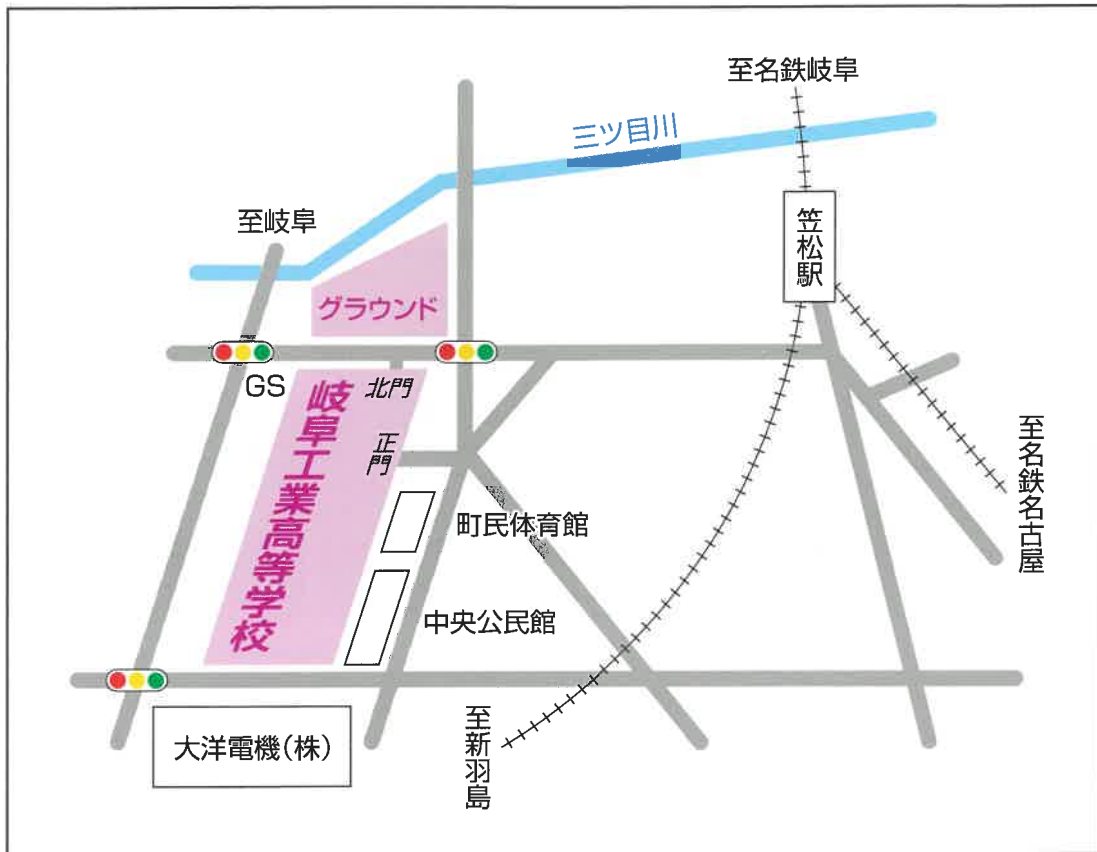 至名鉄岐阜
三ツ目川
至岐阜
笠松駅
グラウンド
GS
北門
岐阜工業高等学校
正門
至名鉄名古屋
町民体育館
中央公民館
至新羽島
大洋電機(株)